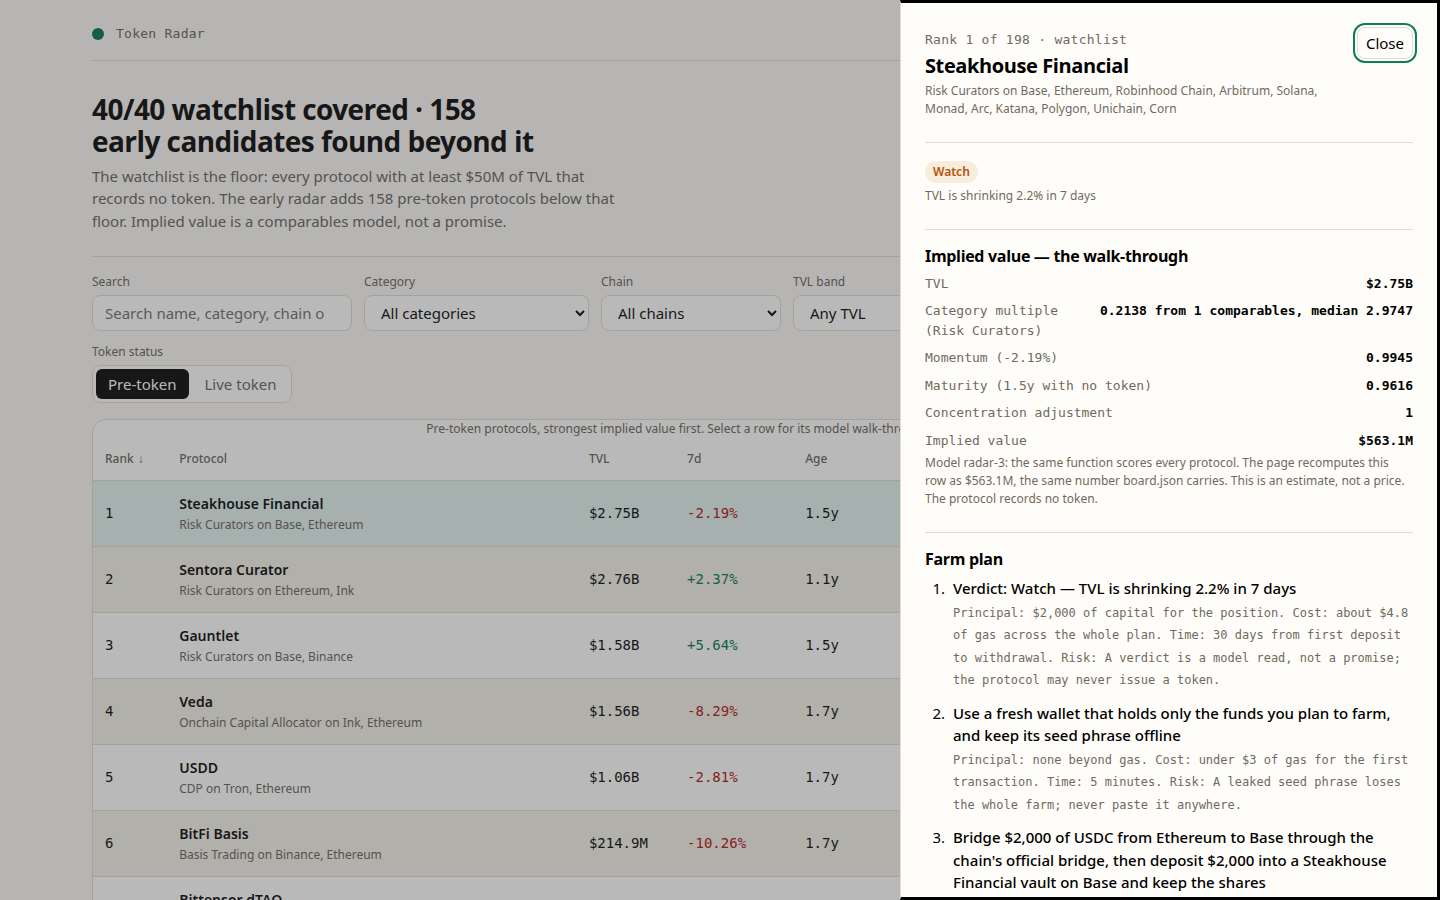 Token Radar
40/40 watchlist covered · 158
early candidates found beyond it
The watchlist is the floor: every protocol with at least $50M of TVL that
records no token. The early radar adds 158 pre-token protocols below that
floor. Implied value is a comparables model, not a promise.
Search
Category
Chain
TVL band
Search name, category, chain o
All categories
All chains
Any TVL
Token status
Pre-token
Live token
Pre-token protocols, strongest implied value first. Select a row for its model walk-thr
Rank ↓
Protocol
TVL
7d
Age
1
Steakhouse Financial
Risk Curators on Base, Ethereum
$2.75B
-2.19%
1.5y
2
Sentora Curator
Risk Curators on Ethereum, Ink
$2.76B
+2.37%
1.1y
3
Gauntlet
Risk Curators on Base, Binance
$1.58B
+5.64%
1.5y
4
Veda
Onchain Capital Allocator on Ink, Ethereum
$1.56B
-8.29%
1.7y
5
USDD
CDP on Tron, Ethereum
$1.06B
-2.81%
1.7y
6
BitFi Basis
Basis Trading on Binance, Ethereum
$214.9M
-10.26%
1.7y
Bittensor dTAO
Rank 1 of 198 · watchlist
Close
Steakhouse Financial
Risk Curators on Base, Ethereum, Robinhood Chain, Arbitrum, Solana,
Monad, Arc, Katana, Polygon, Unichain, Corn
Watch
TVL is shrinking 2.2% in 7 days
Implied value — the walk-through
TVL
$2.75B
Category multiple
(Risk Curators)
0.2138 from 1 comparables, median 2.9747
Momentum (-2.19%)
0.9945
Maturity (1.5y with no token)
0.9616
Concentration adjustment
1
Implied value
$563.1M
Model radar-3: the same function scores every protocol. The page recomputes this
row as $563.1M, the same number board.json carries. This is an estimate, not a price.
The protocol records no token.
Farm plan
1. Verdict: Watch — TVL is shrinking 2.2% in 7 days
Principal: $2,000 of capital for the position. Cost: about $4.8
of gas across the whole plan. Time: 30 days from first deposit
to withdrawal. Risk: A verdict is a model read, not a promise;
the protocol may never issue a token.
2. Use a fresh wallet that holds only the funds you plan to farm,
and keep its seed phrase offline
Principal: none beyond gas. Cost: under $3 of gas for the first
transaction. Time: 5 minutes. Risk: A leaked seed phrase loses
the whole farm; never paste it anywhere.
3. Bridge $2,000 of USDC from Ethereum to Base through the
chain's official bridge, then deposit $2,000 into a Steakhouse
Financial vault on Base and keep the shares